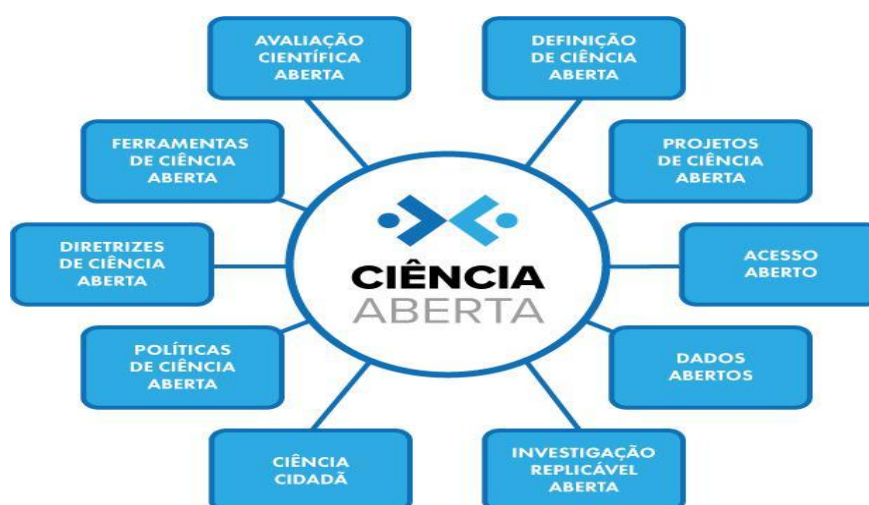 AVALIAÇÃO
CIENTÍFICA
ABERTA
DEFINIÇÃO
DE CIÊNCIA
ABERTA
FERRAMENTAS
DE CIÊNCIA
ABERTA
PROJETOS
DE CIÊNCIA
ABERTA
DIRETRIZES
DE CIÊNCIA
ABERTA
CIÊNCIA
ABERTA
ACESSO
ABERTO
POLÍTICAS
DE CIÊNCIA
ABERTA
DADOS
ABERTOS
CIÊNCIA
CIDADÃ
INVESTIGAÇÃO
REPLICÁVEL
ABERTA